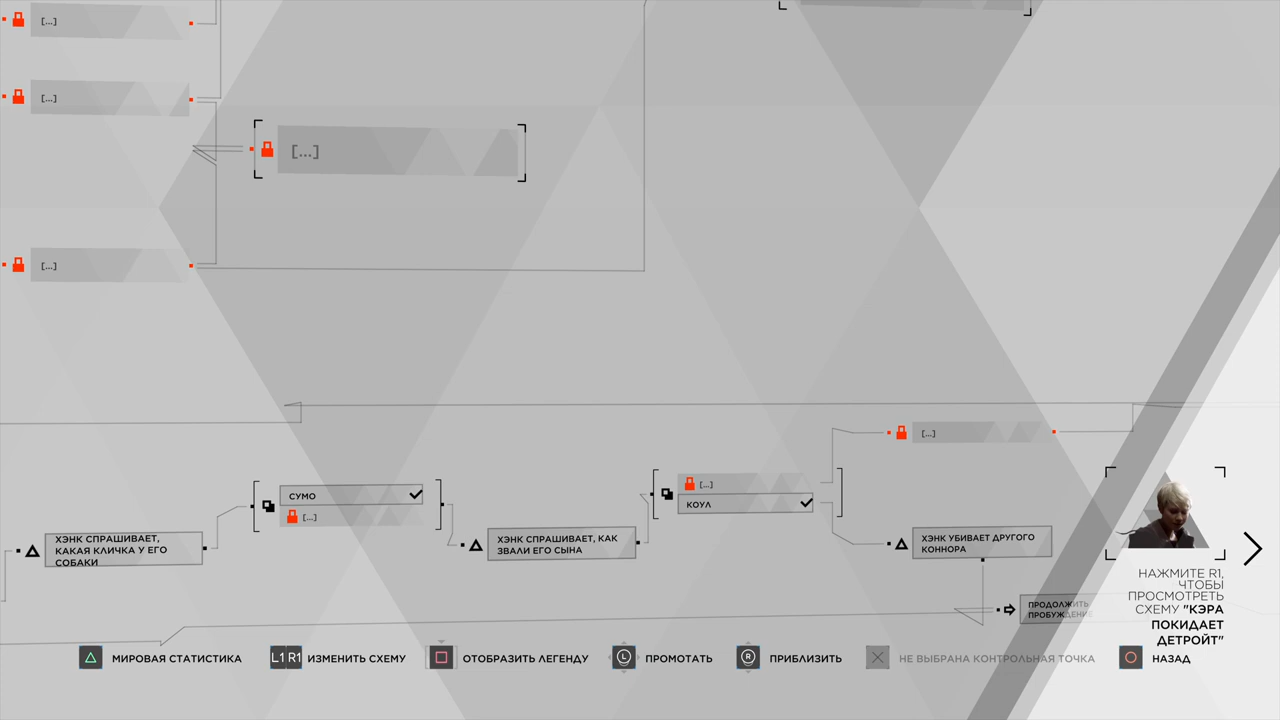 [...]
[...]
[...]
[...]
[...]
СУМО
[...]
[...]
КОУЛ
ХЭНК СПРАШИВАЕТ,
КАКАЯ КЛИЧКА У ЕГО
СОБАКИ
ХЭНК СПРАШИВАЕТ, КАК
ЗВАЛИ ЕГО СЫНА
ХЭНК УБИВАЕТ ДРУГОГО
КОННОРА
ПРОДОЛЖИТЬ
ПРОБУЖДЕНИЕ
НАЖМИТЕ R1,
ЧТОБЫ
ПРОСМОТРЕТЬ
СХЕМУ "КЭРА
ПОКИДАЕТ
ДЕТРОЙТ"
МИРОВАЯ СТАТИСТИКА
L1 R1 ИЗМЕНИТЬ СХЕМУ
ОТОБРАЗИТЬ ЛЕГЕНДУ
L ПРОМОТАТЬ
R ПРИБЛИЗИТЬ
НЕ ВЫБРАНА КОНТРОЛЬНАЯ ТОЧКА
НАЗАД